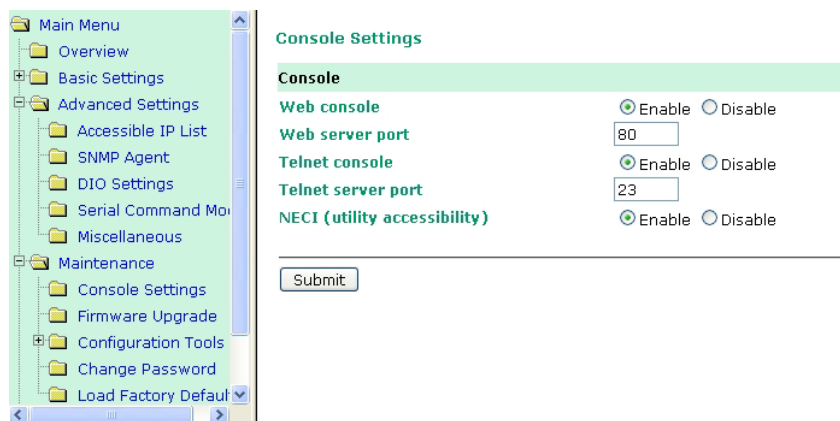 Main Menu
Overview
Basic Settings
Advanced Settings
Accessible IP List
SNMP Agent
DIO Settings
Serial Command Mo
Miscellaneous
Maintenance
Console Settings
Firmware Upgrade
Configuration Tools
Change Password
Load Factory Defaul
Console Settings
Console
Web console Enable Disable
Web server port 80
Telnet console Enable Disable
Telnet server port 23
NECI (utility accessibility) Enable Disable
Submit